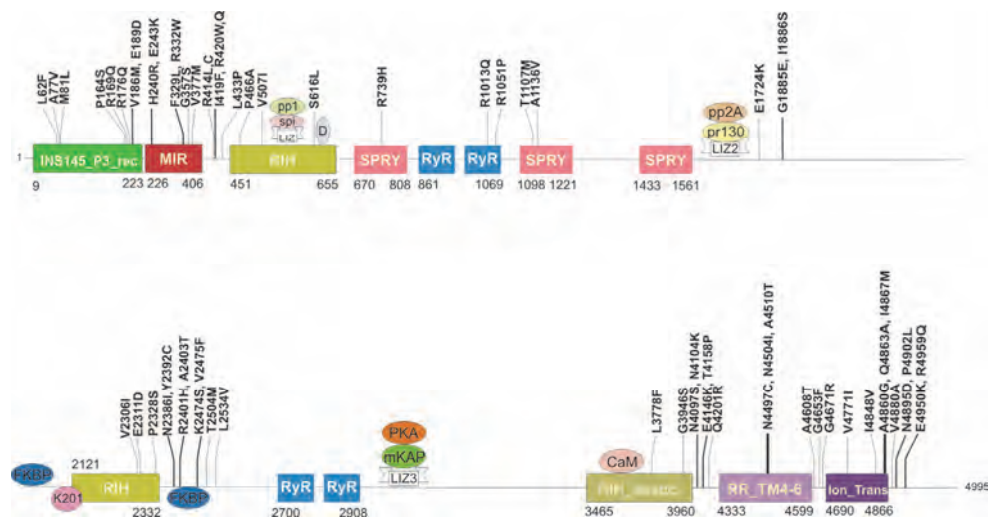 L62F
A77V
M81L
P164S
R169Q
R176Q
V186M, E189D
H240R, E243K
F329L, R332W
G357S
V377M
R414L,C
I419F, R420W,Q
L433P
P466A
V507I
S616L
R739H
R1013Q
R1051P
T1107M
A1136V
E1724K
G1885E, I1886S
pp1
spi
LIZ
D
pp2A
pr130
LIZ2
1
INS145_P3_rec
MIR
RIH
SPRY
RyR
RyR
SPRY
SPRY
9
223
226
406
451
655
670
808
861
1069
1098
1221
1433
1561
V2306I
E2311D
P2328S
N2386I,Y2392C
R2401H, A2403T
K2474S, V2475F
T2504M
L2534V
L3778F
G3946S
N4097S, N4104K
E4146K, T4158P
Q4201R
N4497C, N4504I, A4510T
A4608T
G4653F
G4671R
V4771I
I4848V
A4860G, Q4863A, I4867M
V4880A
N4895D, P4902L
E4950K, R4959Q
PKA
mKAP
LIZ3
CaM
FKBP
K201
2121
RIH
2332
FKBP
RyR
RyR
2700
2908
3465
3960
RR_TM4-6
4333
4599
Ion_Trans
4690
4866
4995